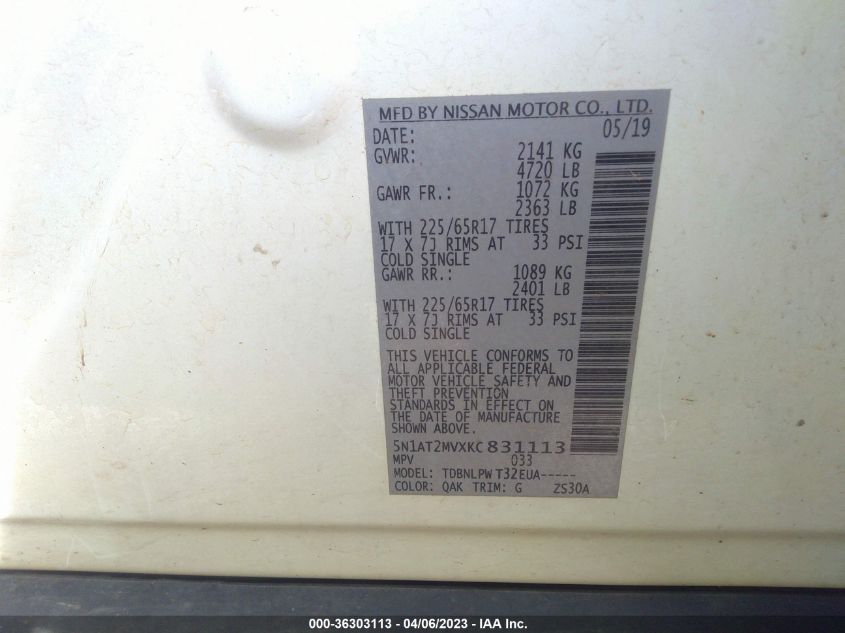 MFD BY NISSAN MOTOR CO., LTD.
DATE: 05/19
GVWR: 2141 KG
4720 LB
GAWR FR.: 1072 KG
2363 LB
WITH 225/65R17 TIRES
17 X 7J RIMS AT 33 PSI
COLD SINGLE
GAWR RR.: 1089 KG
2401 LB
WITH 225/65R17 TIRES
17 X 7J RIMS AT 33 PSI
COLD SINGLE
THIS VEHICLE CONFORMS TO
ALL APPLICABLE FEDERAL
MOTOR VEHICLE SAFETY AND
THEFT PREVENTION
STANDARDS IN EFFECT ON
THE DATE OF MANUFACTURE
SHOWN ABOVE.
5N1AT2MVXKC831113
MPV 033
MODEL: TDBNLPW T32EUA-----
COLOR: QAK TRIM: G ZS30A
000-36303113 - 04/06/2023 - IAA Inc.